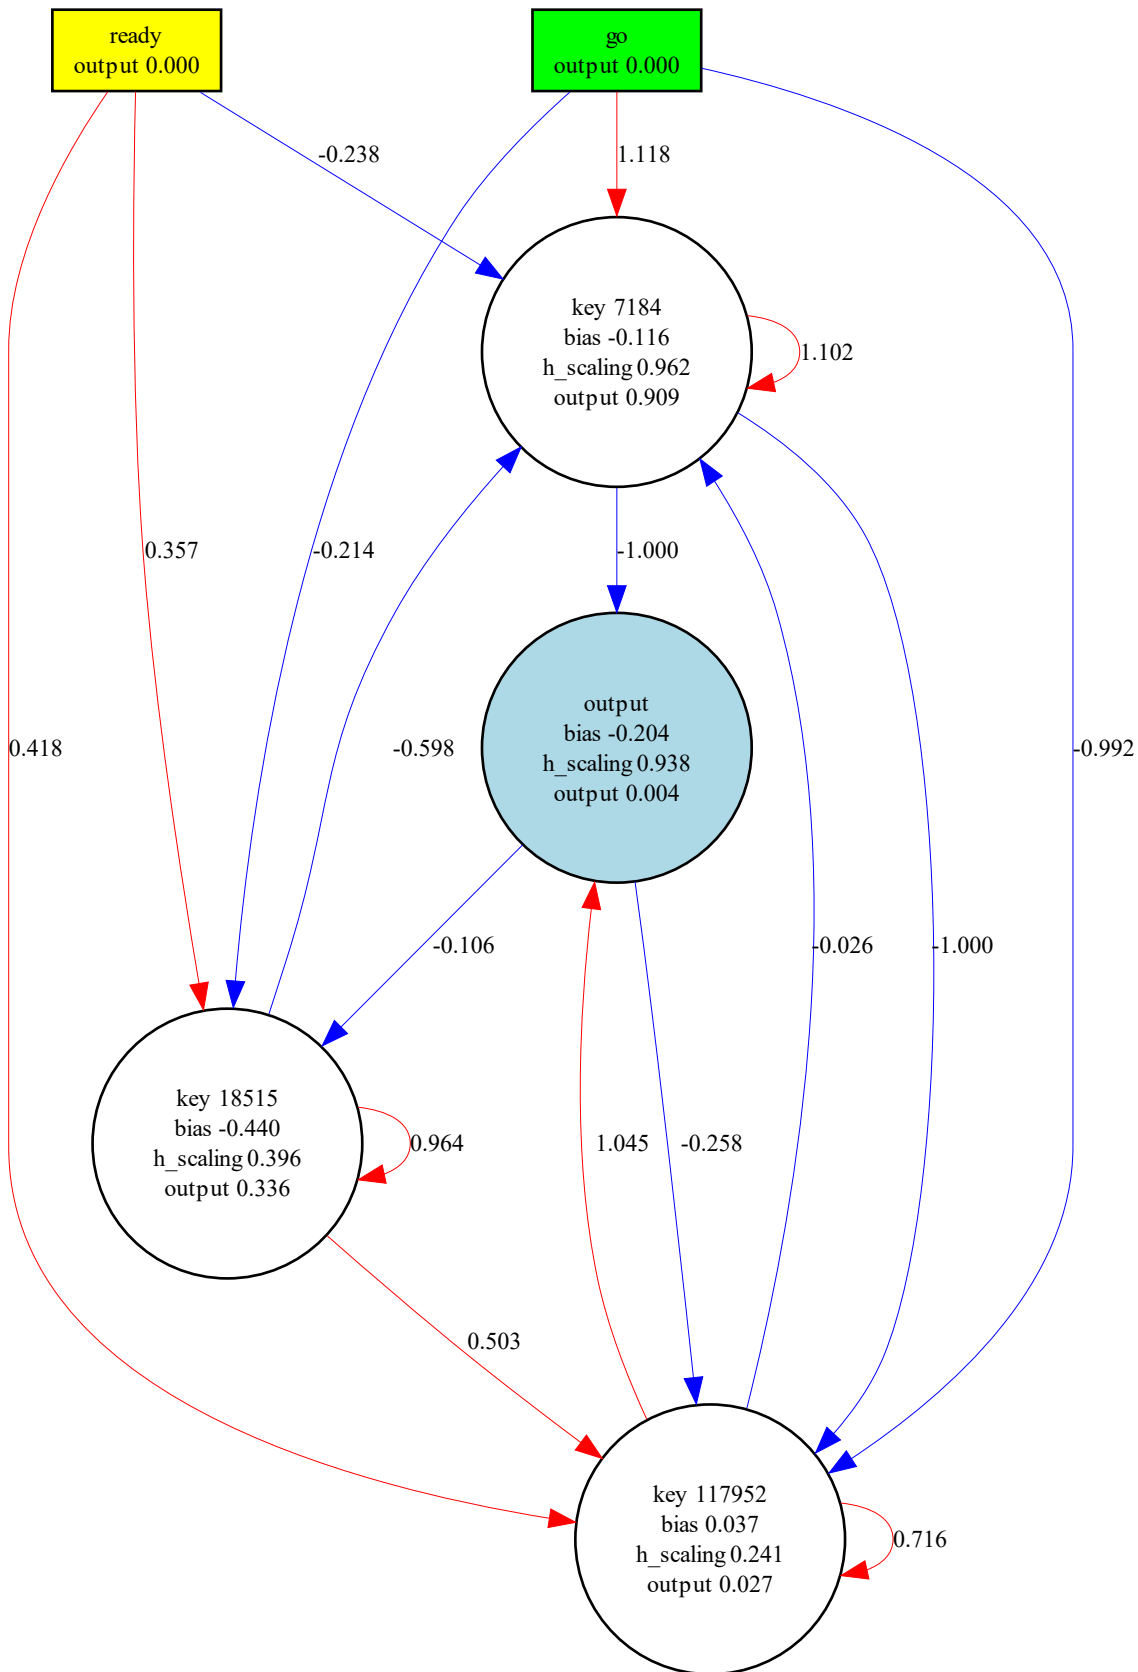 ready
output 0.000
go
output 0.000
-0.238
1.118
key 7184
bias -0.116
h_scaling 0.962
output 0.909
1.102
0.357
-0.214
-1.000
output
bias -0.204
h_scaling 0.938
output 0.004
0.418
-0.598
-0.992
-0.106
-0.026
-1.000
key 18515
bias -0.440
h_scaling 0.396
output 0.336
0.964
1.045
-0.258
0.503
key 117952
bias 0.037
h_scaling 0.241
output 0.027
0.716